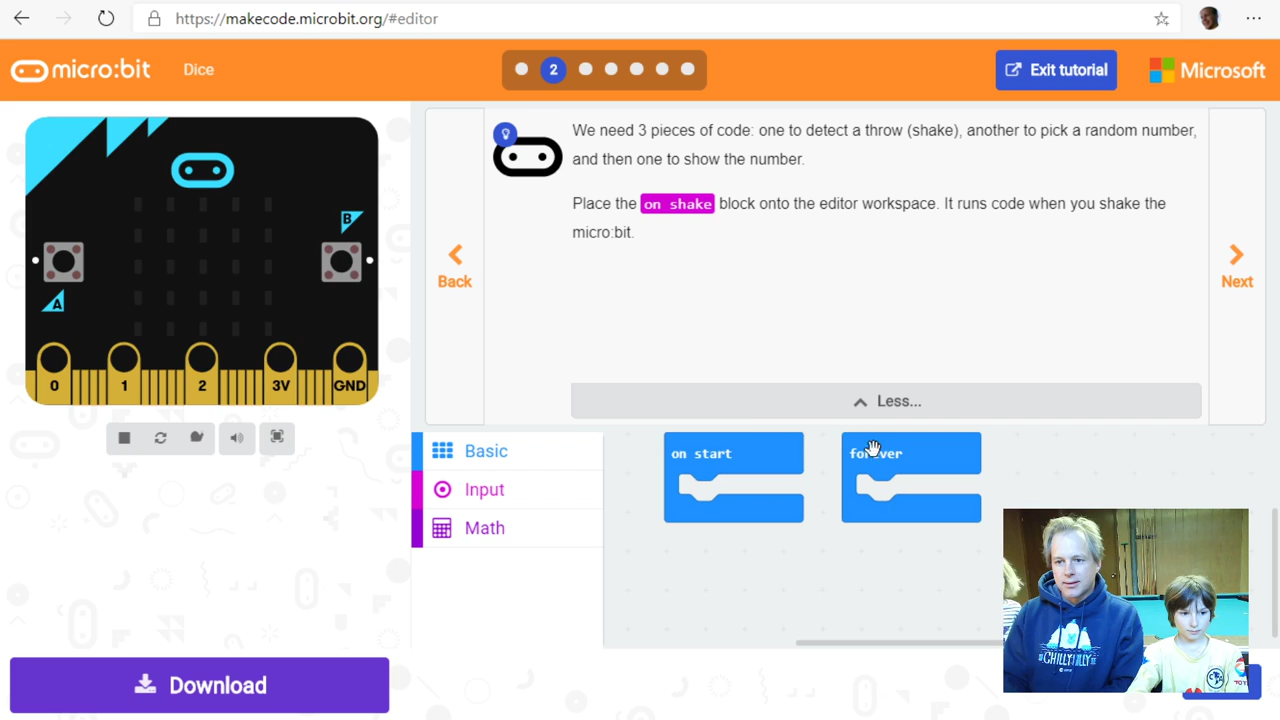 https://makecode.microbit.org/#editor
micro:bit
Dice
2
Exit tutorial
Microsoft
We need 3 pieces of code: one to detect a throw (shake), another to pick a random number,
and then one to show the number.
Place the on shake block onto the editor workspace. It runs code when you shake the
micro:bit.
Back
Next
Less...
B
A
0 1 2 3V GND
Basic
Input
Math
on start
forever
Download
CHILLY HILLY